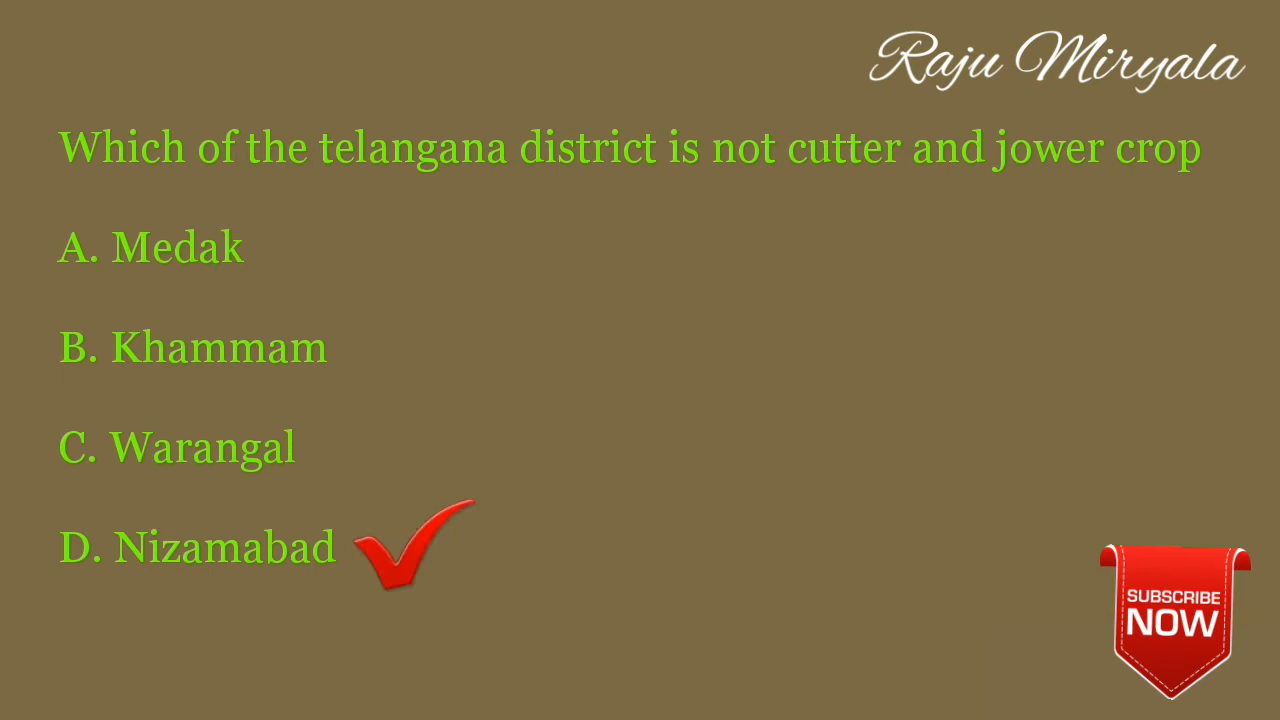 Raju Miryala
Which of the telangana district is not cutter and jower crop
A. Medak
B. Khammam
C. Warangal
D. Nizamabad
SUBSCRIBE
NOW